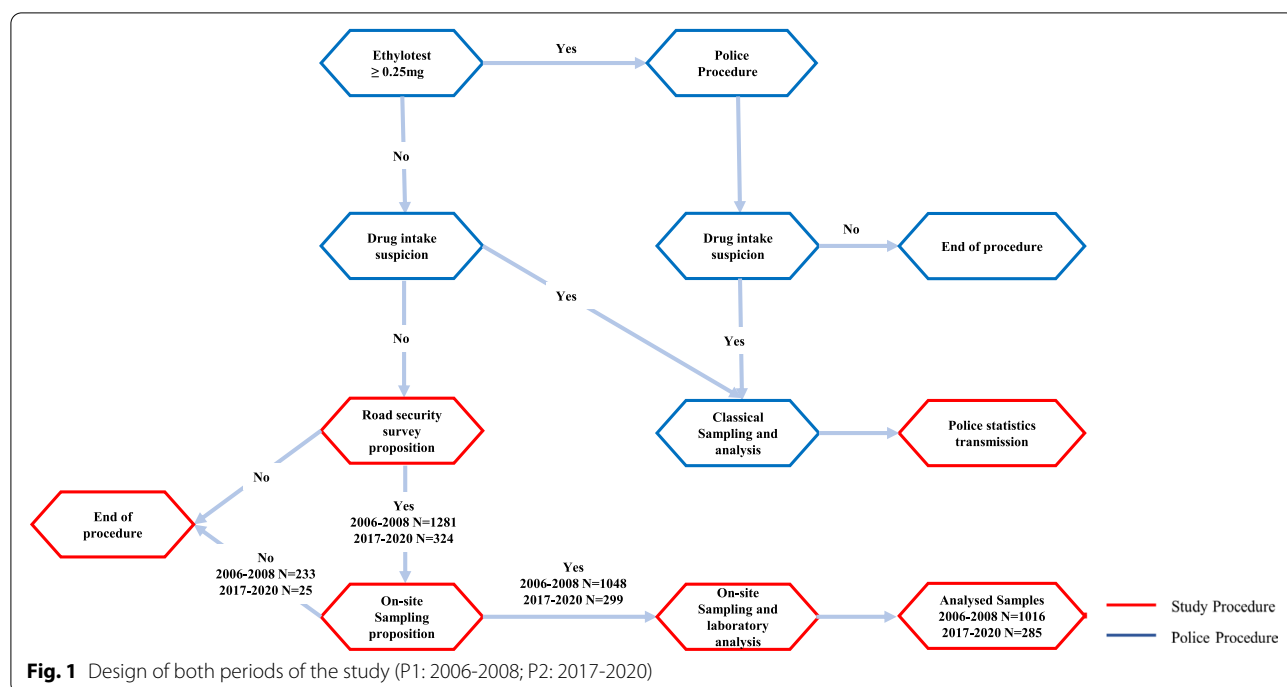 Ethylotest
≥ 0.25mg
Yes
Police
Procedure
No
Drug intake
suspicion
Drug intake
suspicion
No
End of procedure
Yes
No
Yes
Road security
survey
proposition
Classical
Sampling and
analysis
Police statistics
transmission
No
End of
procedure
Yes
2006-2008 N=1281
2017-2020 N=324
No
2006-2008 N=233
2017-2020 N=25
On-site
Sampling
proposition
Yes
2006-2008 N=1048
2017-2020 N=299
On-site
Sampling and
laboratory
analysis
Analysed Samples
2006-2008 N=1016
2017-2020 N=285
Study Procedure
Police Procedure
Fig. 1 Design of both periods of the study (P1: 2006-2008; P2: 2017-2020)